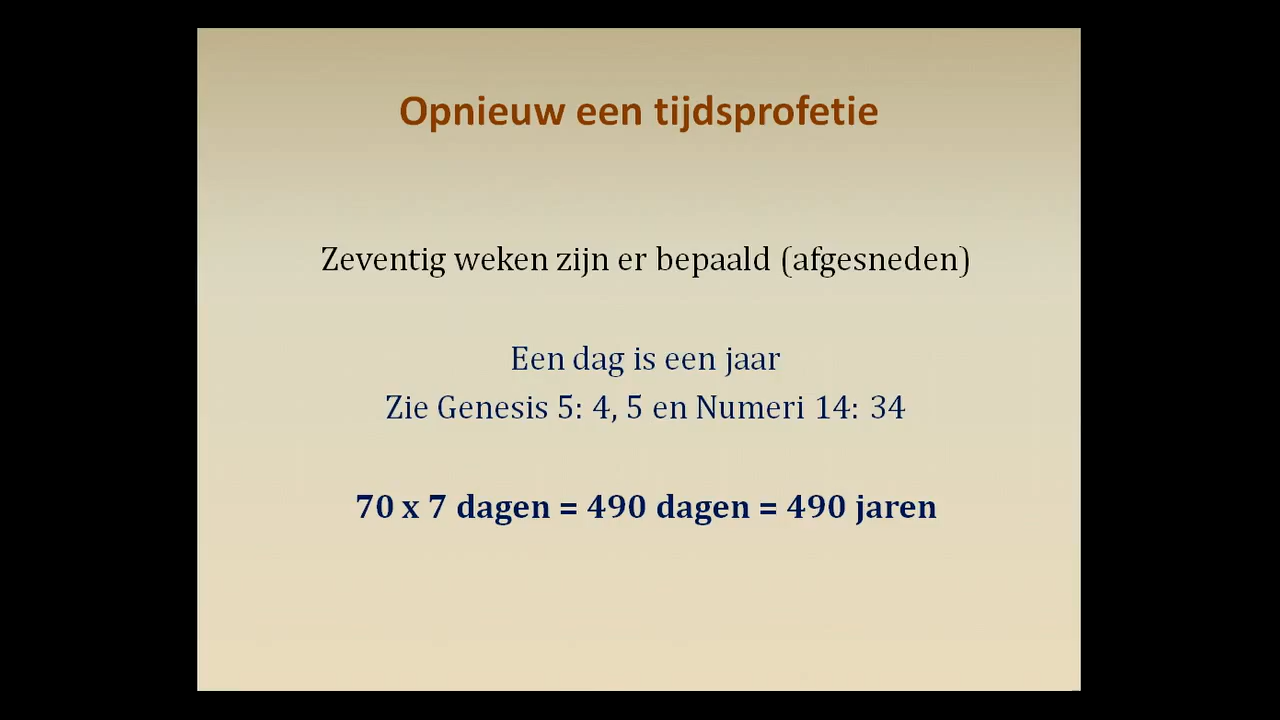 Opnieuw een tijdsprofetie
Zeventig weken zijn er bepaald (afgesneden)
Een dag is een jaar
Zie Genesis 5: 4, 5 en Numeri 14: 34
70 x 7 dagen = 490 dagen = 490 jaren